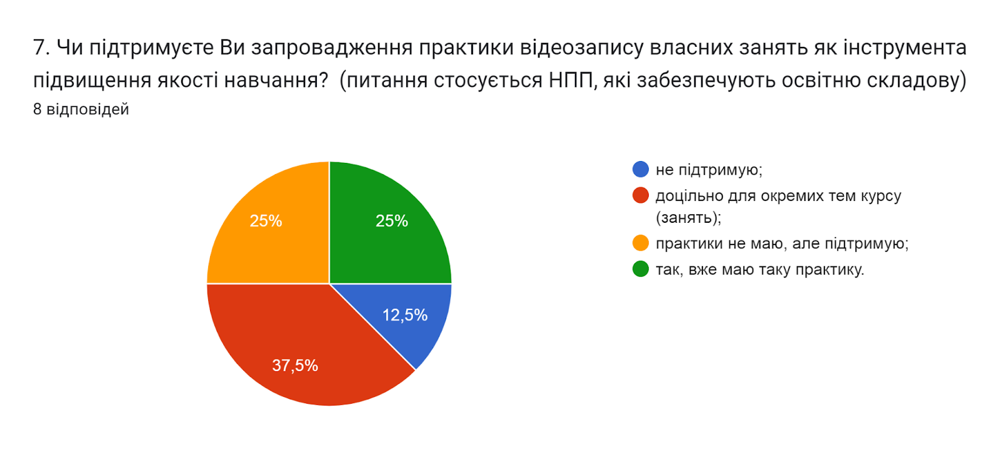 7. Чи підтримуєте Ви запровадження практики відеозапису власних занять як інструмента
підвищення якості навчання? (питання стосується НПП, які забезпечують освітню складову)
8 відповідей
25%
25%
12,5%
37,5%
не підтримую;
доцільно для окремих тем курсу
(занять);
практики не маю, але підтримую;
так, вже маю таку практику.